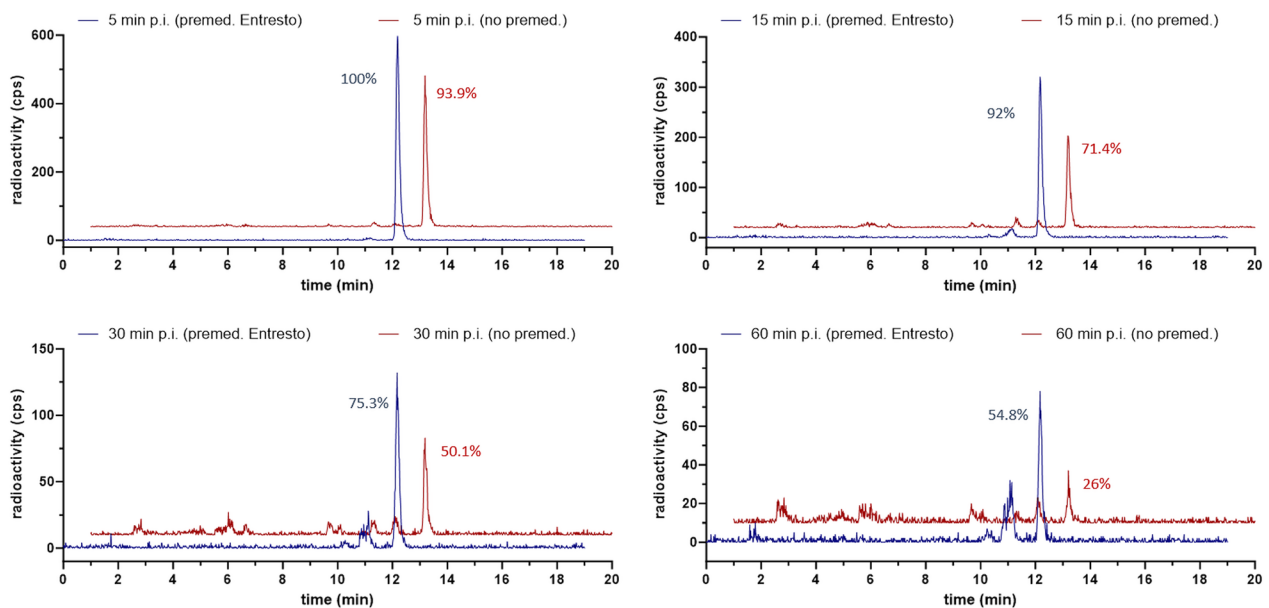 5 min p.i. (premed. Entresto) 5 min p.i. (no premed.)
600
400
200
0
radioactivity (cps)
100%
93.9%
0 2 4 6 8 10 12 14 16 18 20
time (min)
15 min p.i. (premed. Entresto) 15 min p.i. (no premed.)
400
300
200
100
0
radioactivity (cps)
92%
71.4%
0 2 4 6 8 10 12 14 16 18 20
time (min)
30 min p.i. (premed. Entresto) 30 min p.i. (no premed.)
150
100
50
0
radioactivity (cps)
75.3%
50.1%
0 2 4 6 8 10 12 14 16 18 20
time (min)
60 min p.i. (premed. Entresto) 60 min p.i. (no premed.)
100
80
60
40
20
0
radioactivity (cps)
54.8%
26%
0 2 4 6 8 10 12 14 16 18 20
time (min)